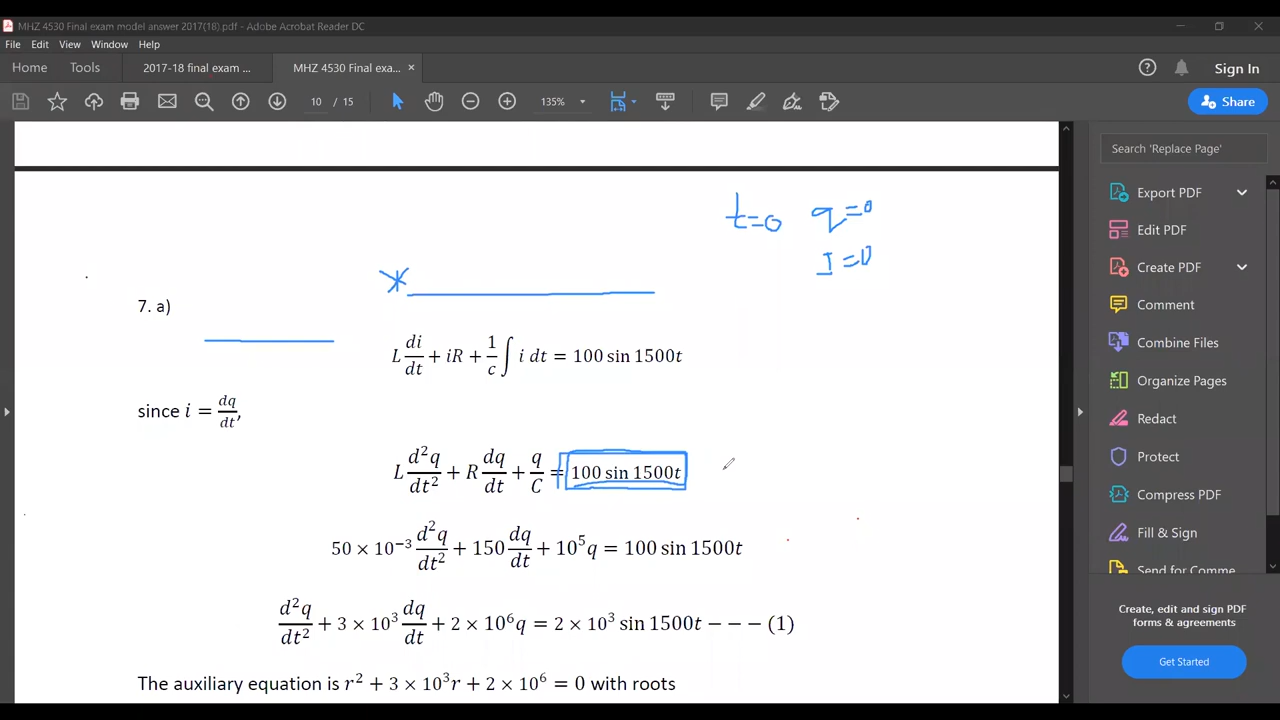 MHZ 4530 Final exam model answer 2017(18).pdf - Adobe Acrobat Reader DC
File Edit View Window Help
Home Tools 2017-18 final exam ... MHZ 4530 Final exa... × Sign In
10 / 15 135% Share
t=0 q=0
I=0
*
7. a)
L di/dt + iR + 1/c ∫ i dt = 100 sin 1500t
since i = dq/dt,
L d²q/dt² + R dq/dt + q/C = 100 sin 1500t
50 × 10⁻³ d²q/dt² + 150 dq/dt + 10⁵q = 100 sin 1500t
d²q/dt² + 3 × 10³ dq/dt + 2 × 10⁶q = 2 × 10³ sin 1500t − − − (1)
The auxiliary equation is r² + 3 × 10³r + 2 × 10⁶ = 0 with roots
Search 'Replace Page'
Export PDF
Edit PDF
Create PDF
Comment
Combine Files
Organize Pages
Redact
Protect
Compress PDF
Fill & Sign
Send for Comme
Create, edit and sign PDF
forms & agreements
Get Started